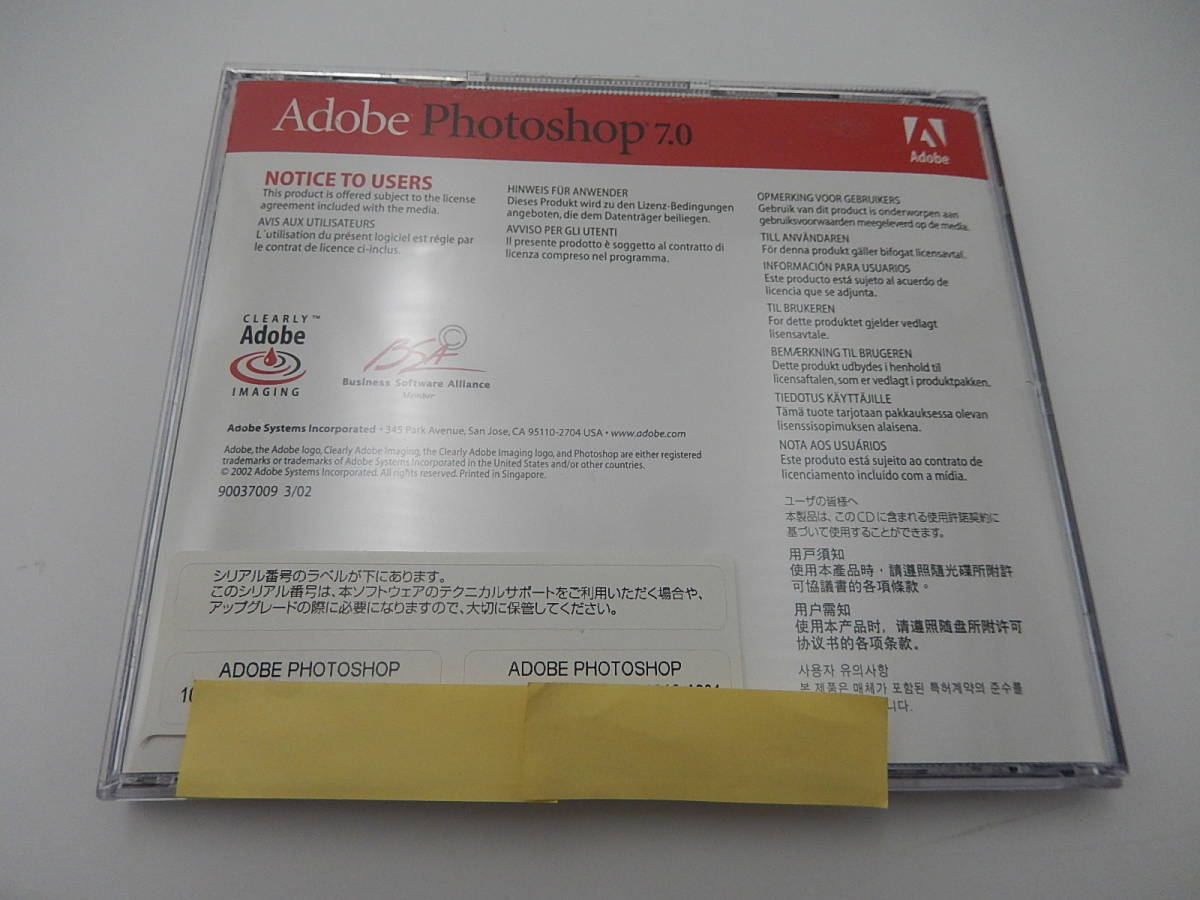 Adobe Photoshop 7.0
Adobe
NOTICE TO USERS
This product is offered subject to the license
agreement included with the media.
AVIS AUX UTILISATEURS
L´utilisation du présent logiciel est régie par
le contrat de licence ci-inclus.
HINWEIS FÜR ANWENDER
Dieses Produkt wird zu den Lizenz-Bedingungen
angeboten, die dem Datenträger beiliegen.
AVVISO PER GLI UTENTI
Il presente prodotto è soggetto al contratto di
licenza compreso nel programma.
OPMERKING VOOR GEBRUIKERS
Gebruik van dit product is onderworpen aan
gebruiksvoorwaarden meegeleverd op de media.
TILL ANVÄNDAREN
För denna produkt gäller bifogat licensavtal.
INFORMACIÓN PARA USUARIOS
Este producto está sujeto al acuerdo de
licencia que se adjunta.
TIL BRUKEREN
For dette produktet gjelder vedlagt
lisensavtale.
BEMÆRKNING TIL BRUGEREN
Dette produkt udbydes i henhold til
licensaftalen, som er vedlagt i produktpakken.
TIEDOTUS KÄYTTÄJILLE
Tämä tuote tarjotaan pakkauksessa olevan
lisenssisopimuksen alaisena.
NOTA AOS USUÁRIOS
Este produto está sujeito ao contrato de
licenciamento incluído com a mídia.
ユーザの皆様へ
本製品は、このCDに含まれる使用許諾契約に
基づいて使用することができます。
用戶須知
使用本產品時，請遵照隨光碟所附許
可協議書的各項條款。
用户需知
使用本产品时，请遵照随盘所附许可
协议书的各项条款。
사용자 유의사항
본 제품은 매체가 포함된 특허계약의 준수를
니다.
CLEARLY™
Adobe
IMAGING
BSA ©
Business Software Alliance
Member
Adobe Systems Incorporated • 345 Park Avenue, San Jose, CA 95110-2704 USA • www.adobe.com
Adobe, the Adobe logo, Clearly Adobe Imaging, the Clearly Adobe Imaging logo, and Photoshop are either registered
trademarks or trademarks of Adobe Systems Incorporated in the United States and/or other countries.
© 2002 Adobe Systems Incorporated. All rights reserved. Printed in Singapore.
90037009 3/02
シリアル番号のラベルが下にあります。
このシリアル番号は、本ソフトウェアのテクニカルサポートをご利用いただく場合や、
アップグレードの際に必要になりますので、大切に保管してください。
ADOBE PHOTOSHOP
ADOBE PHOTOSHOP